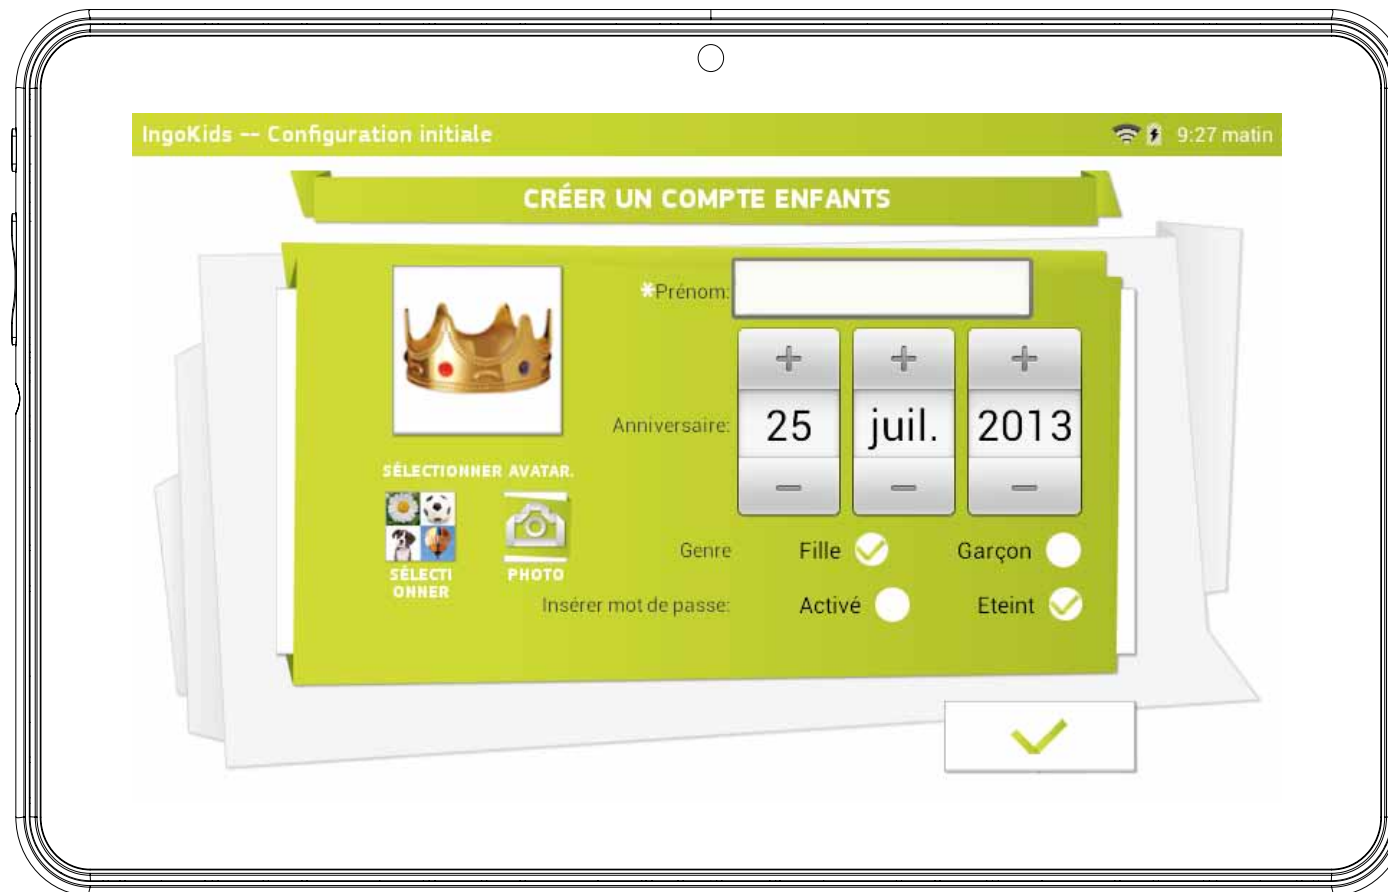 IngoKids -- Configuration initiale
9:27 matin
CRÉER UN COMPTE ENFANTS
*Prénom:
Anniversaire:
25 juil. 2013
SÉLECTIONNER AVATAR.
SÉLECTI
ONNER
PHOTO
Genre Fille Garçon
Insérer mot de passe: Activé Eteint